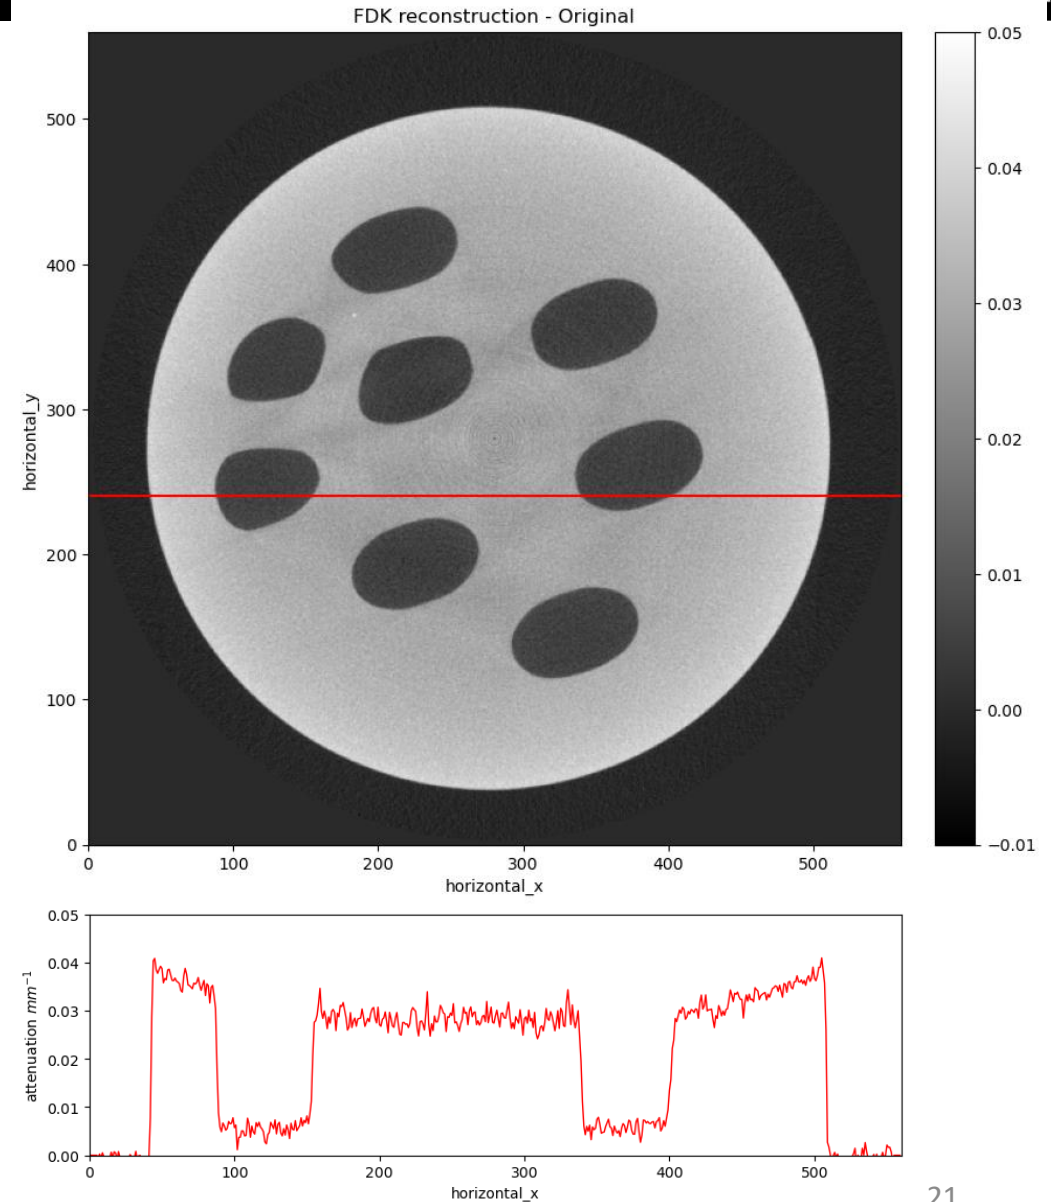 FDK reconstruction - Original
horizontal_y
500
400
300
200
100
0
0 100 200 300 400 500
horizontal_x
0.05
0.04
0.03
0.02
0.01
0.00
−0.01
attenuation mm⁻¹
0.05
0.04
0.03
0.02
0.01
0.00
0 100 200 300 400 500
horizontal_x
21